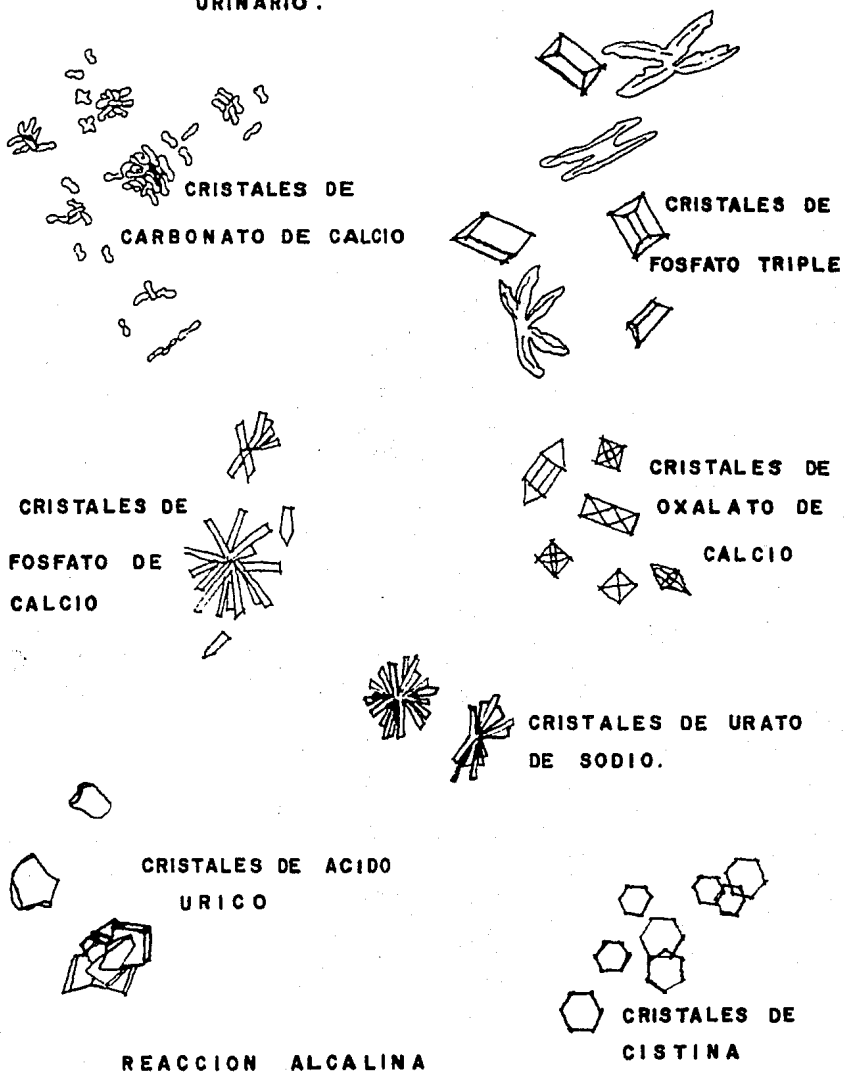 URINARIO.
CRISTALES DE
CARBONATO DE CALCIO
CRISTALES DE
FOSFATO TRIPLE
CRISTALES DE
FOSFATO DE
CALCIO
CRISTALES DE
OXALATO DE
CALCIO
CRISTALES DE URATO
DE SODIO.
CRISTALES DE ACIDO
URICO
CRISTALES DE
CISTINA
REACCION ALCALINA